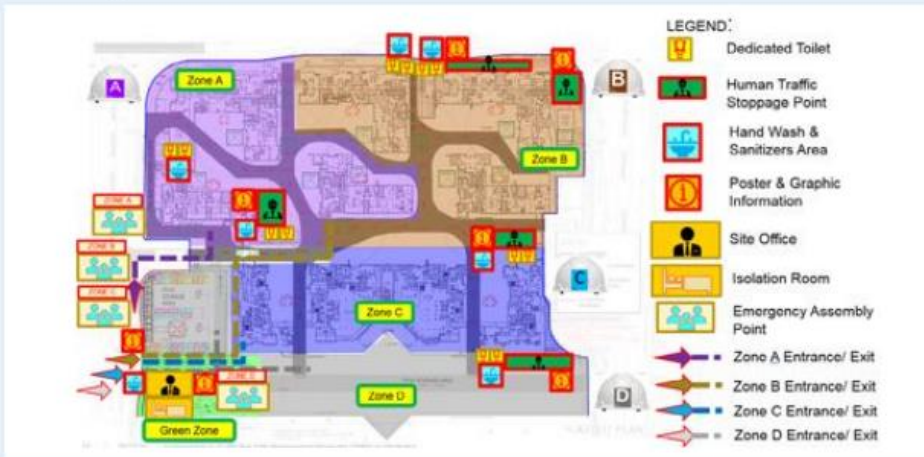 LEGEND:
Dedicated Toilet
Human Traffic
Stoppage Point
Hand Wash &
Sanitizers Area
Poster & Graphic
Information
Site Office
Isolation Room
Emergency Assembly
Point
Zone A Entrance/ Exit
Zone B Entrance/ Exit
Zone C Entrance/ Exit
Zone D Entrance/ Exit
A
Zone A
B
Zone B
ZONE A
ZONE B
ZONE C
C
Zone C
Zone D
D
Green Zone